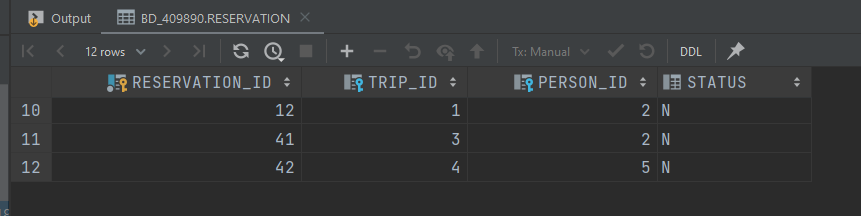 Output BD_409890.RESERVATION
12 rows Tx: Manual DDL
RESERVATION_ID TRIP_ID PERSON_ID STATUS
10 12 1 2 N
11 41 3 2 N
12 42 4 5 N